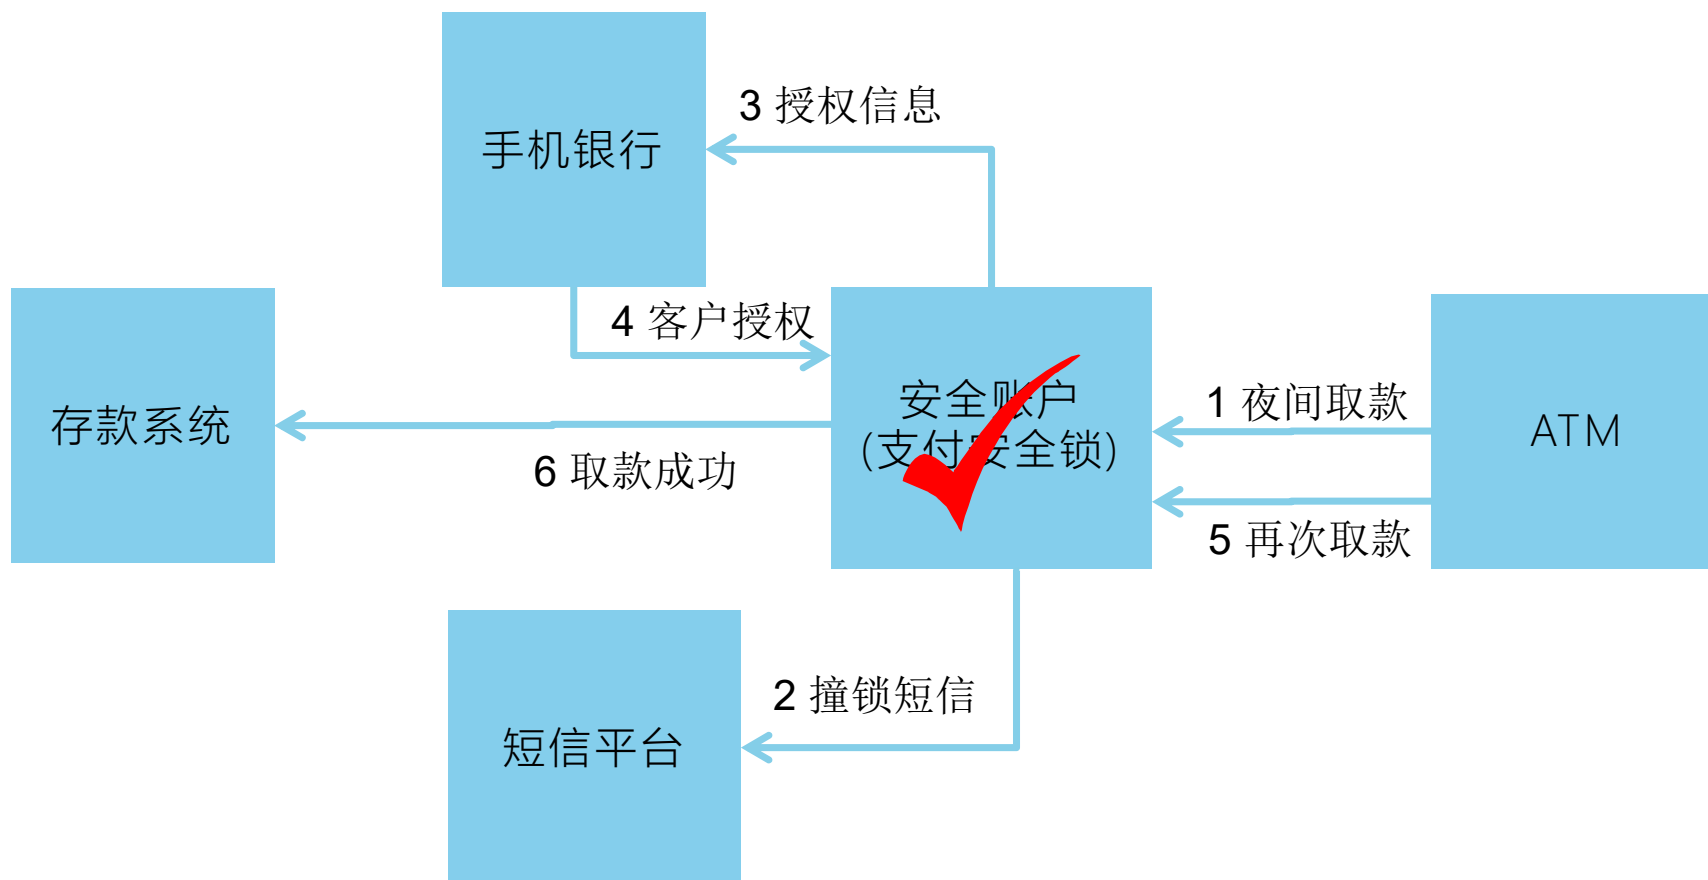 3 授权信息
手机银行
4 客户授权
安全账户
(支付安全锁)
1 夜间取款
ATM
存款系统
6 取款成功
5 再次取款
2 撞锁短信
短信平台